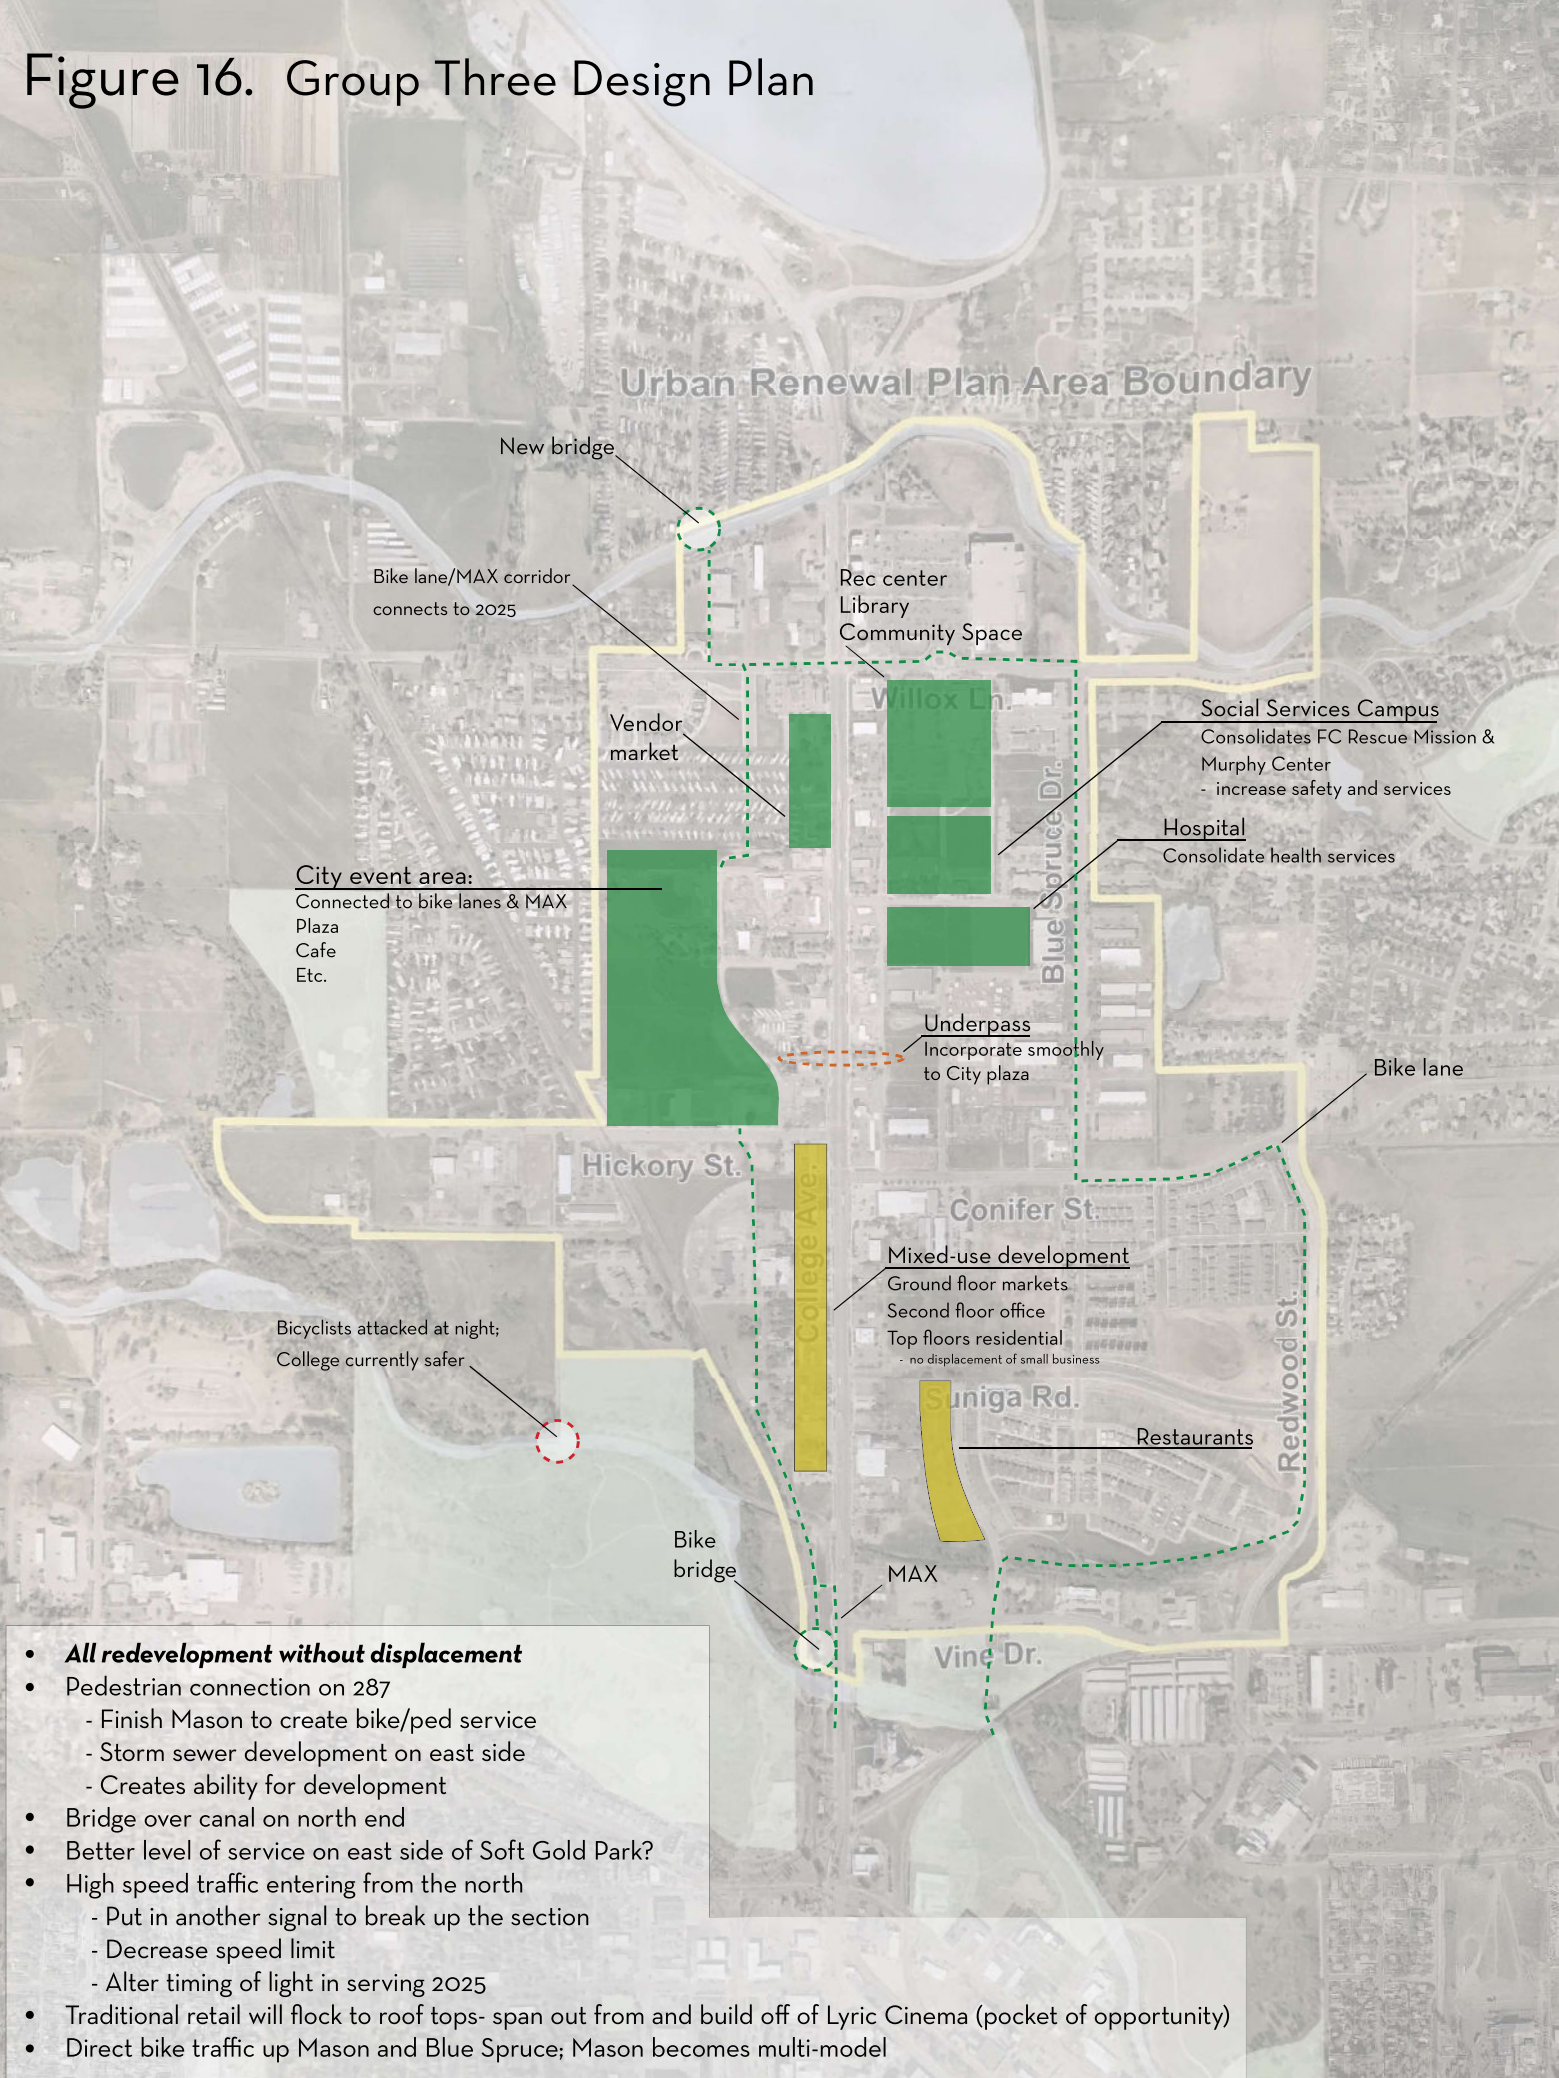 Figure 16. Group Three Design Plan
Urban Renewal Plan Area Boundary
New bridge
Bike lane/MAX corridor
connects to 2025
Rec center
Library
Community Space
Willox Ln.
Vendor
market
Social Services Campus
Consolidates FC Rescue Mission &
Murphy Center
- increase safety and services
Blue Spruce Dr.
Hospital
Consolidate health services
City event area:
Connected to bike lanes & MAX
Plaza
Cafe
Etc.
Underpass
Incorporate smoothly
to City plaza
Bike lane
Hickory St.
Conifer St.
College Ave.
Mixed-use development
Ground floor markets
Second floor office
Top floors residential
- no displacement of small business
Redwood St.
Bicyclists attacked at night;
College currently safer
Suniga Rd.
Restaurants
Bike
bridge
MAX
Vine Dr.
• All redevelopment without displacement
• Pedestrian connection on 287
- Finish Mason to create bike/ped service
- Storm sewer development on east side
- Creates ability for development
• Bridge over canal on north end
• Better level of service on east side of Soft Gold Park?
• High speed traffic entering from the north
- Put in another signal to break up the section
- Decrease speed limit
- Alter timing of light in serving 2025
• Traditional retail will flock to roof tops- span out from and build off of Lyric Cinema (pocket of opportunity)
• Direct bike traffic up Mason and Blue Spruce; Mason becomes multi-model